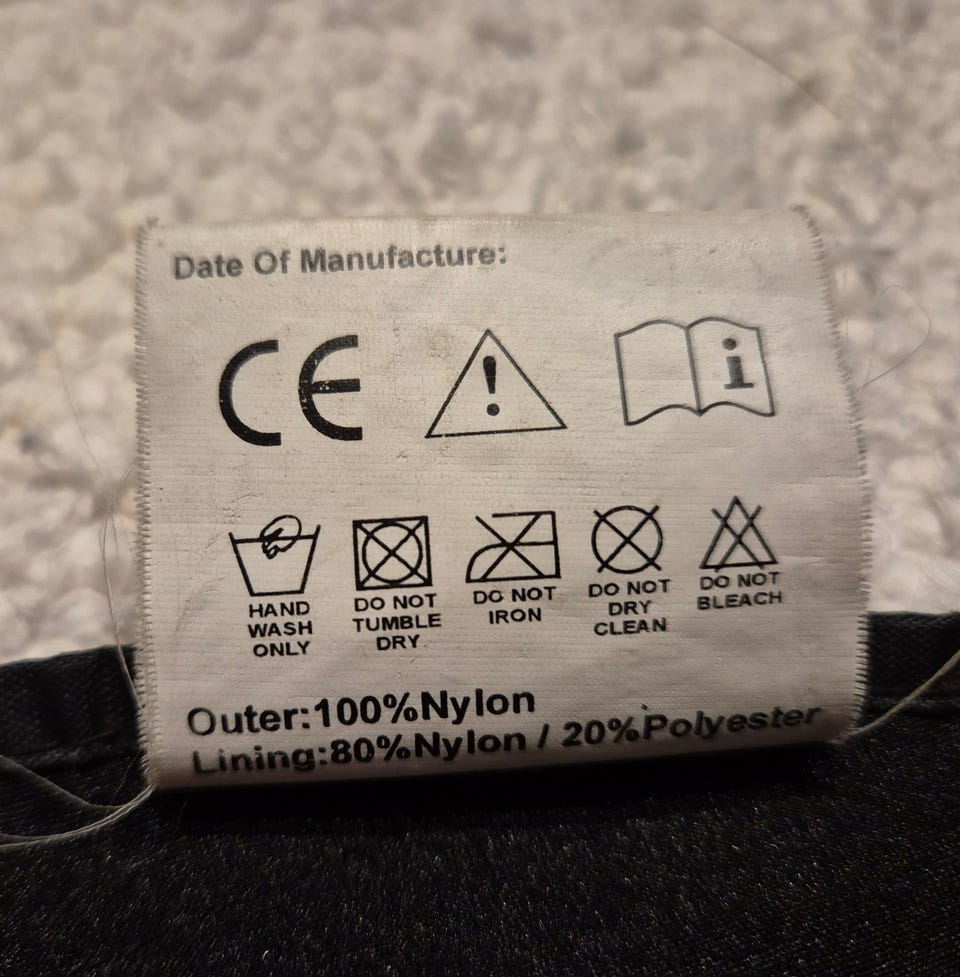 Date Of Manufacture:
CE
HAND WASH ONLY
DO NOT TUMBLE DRY
DO NOT IRON
DO NOT DRY CLEAN
DO NOT BLEACH
Outer:100%Nylon
Lining:80%Nylon / 20%Polyester